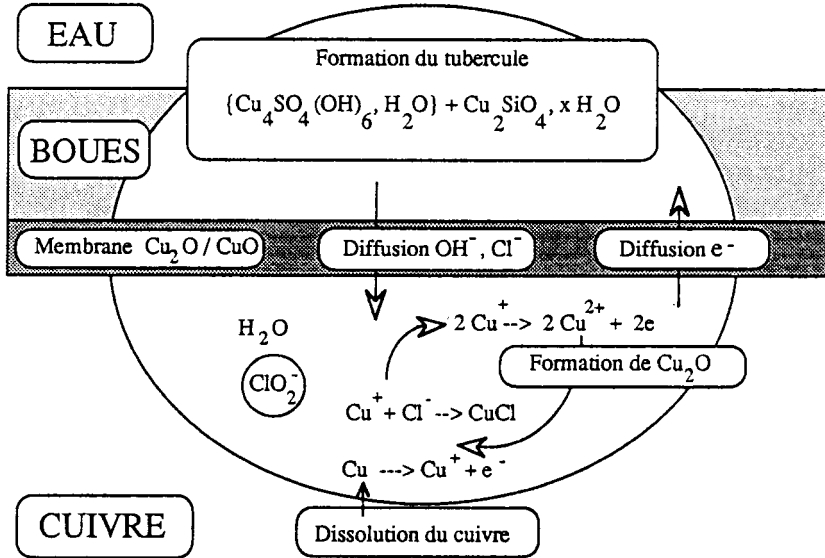 EAU
Formation du tubercule
{Cu₄SO₄(OH)₆, H₂O} + Cu₂SiO₄, x H₂O
BOUES
Membrane Cu₂O / CuO
Diffusion OH⁻, Cl⁻
Diffusion e⁻
2 Cu⁺ --> 2 Cu²⁺ + 2e
H₂O
Formation de Cu₂O
ClO₂⁻
Cu⁺ + Cl⁻ --> CuCl
Cu ---> Cu⁺ + e⁻
CUIVRE
Dissolution du cuivre